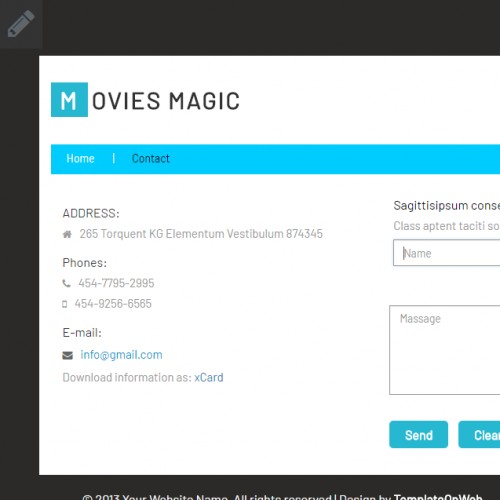 MOVIES MAGIC
Home | Contact
ADDRESS:
265 Torquent KG Elementum Vestibulum 874345
Phones:
454-7795-2995
454-9256-6565
E-mail:
info@gmail.com
Download information as: xCard
Sagittisipsum conse
Class aptent taciti so
Name
Massage
Send
Clea
© 2013 Your Website Name. All rights reserved | Design by TemplateOnWeb